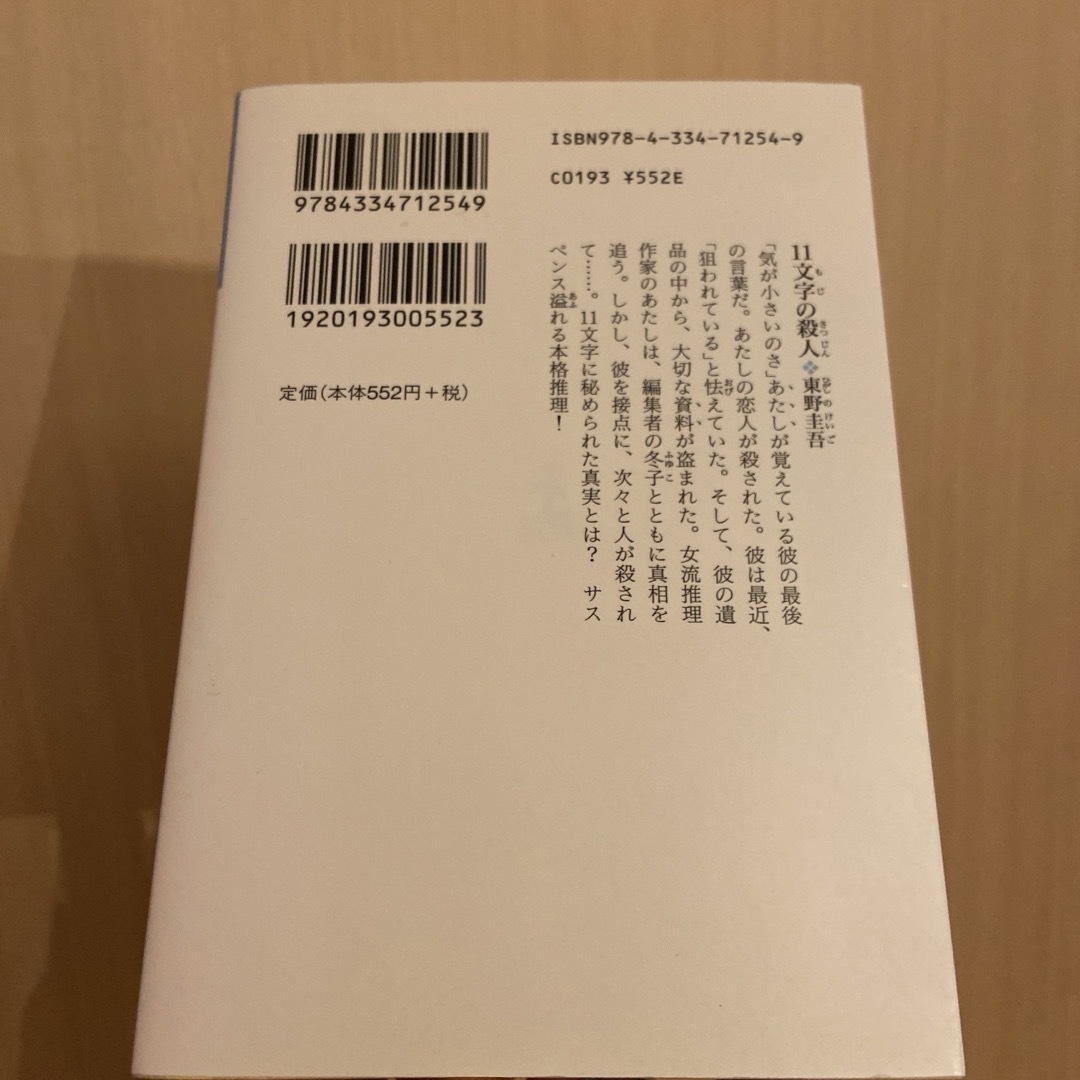 ISBN978-4-334-71254-9
C0193 ¥552E
9784334712549
1920193005523
定価(本体552円+税)
11文字の殺人❖東野圭吾
「気が小さいのさ」あたしが覚えている彼の最後
の言葉だ。あたしの恋人が殺された。彼は最近、
「狙われている」と怯えていた。そして、彼の遺
品の中から、大切な資料が盗まれた。女流推理
作家のあたしは、編集者の冬子とともに真相を
追う。しかし、彼を接点に、次々と人が殺され
て……。11文字に秘められた真実とは? サス
ペンス溢れる本格推理!